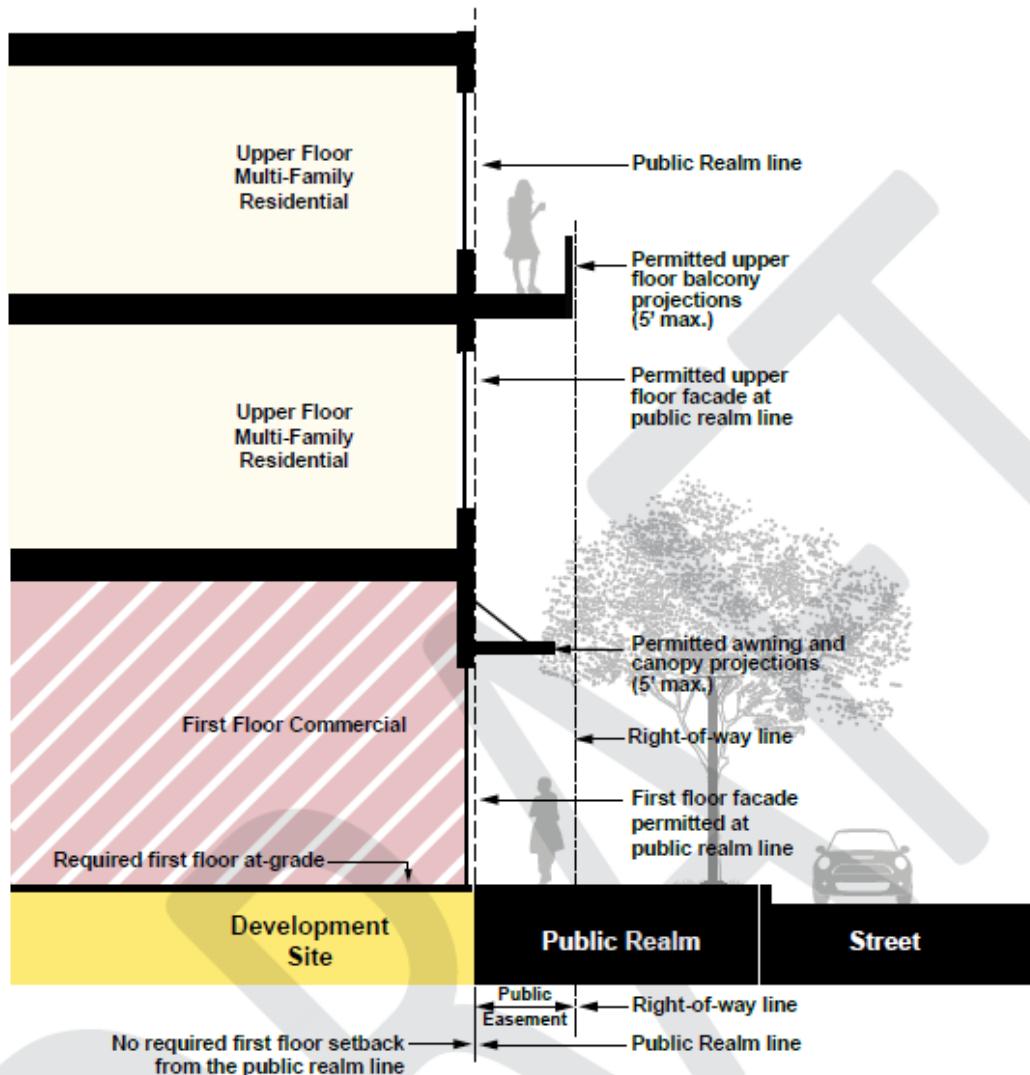 Upper Floor
Multi-Family
Residential
Public Realm line
Permitted upper
floor balcony
projections
(5' max.)
Permitted upper
floor facade at
public realm line
Upper Floor
Multi-Family
Residential
Permitted awning and
canopy projections
(5' max.)
First Floor Commercial
Right-of-way line
First floor facade
permitted at
public realm line
Required first floor at-grade
Development
Site
Public Realm
Street
Public
Easement
Right-of-way line
No required first floor setback
from the public realm line
Public Realm line